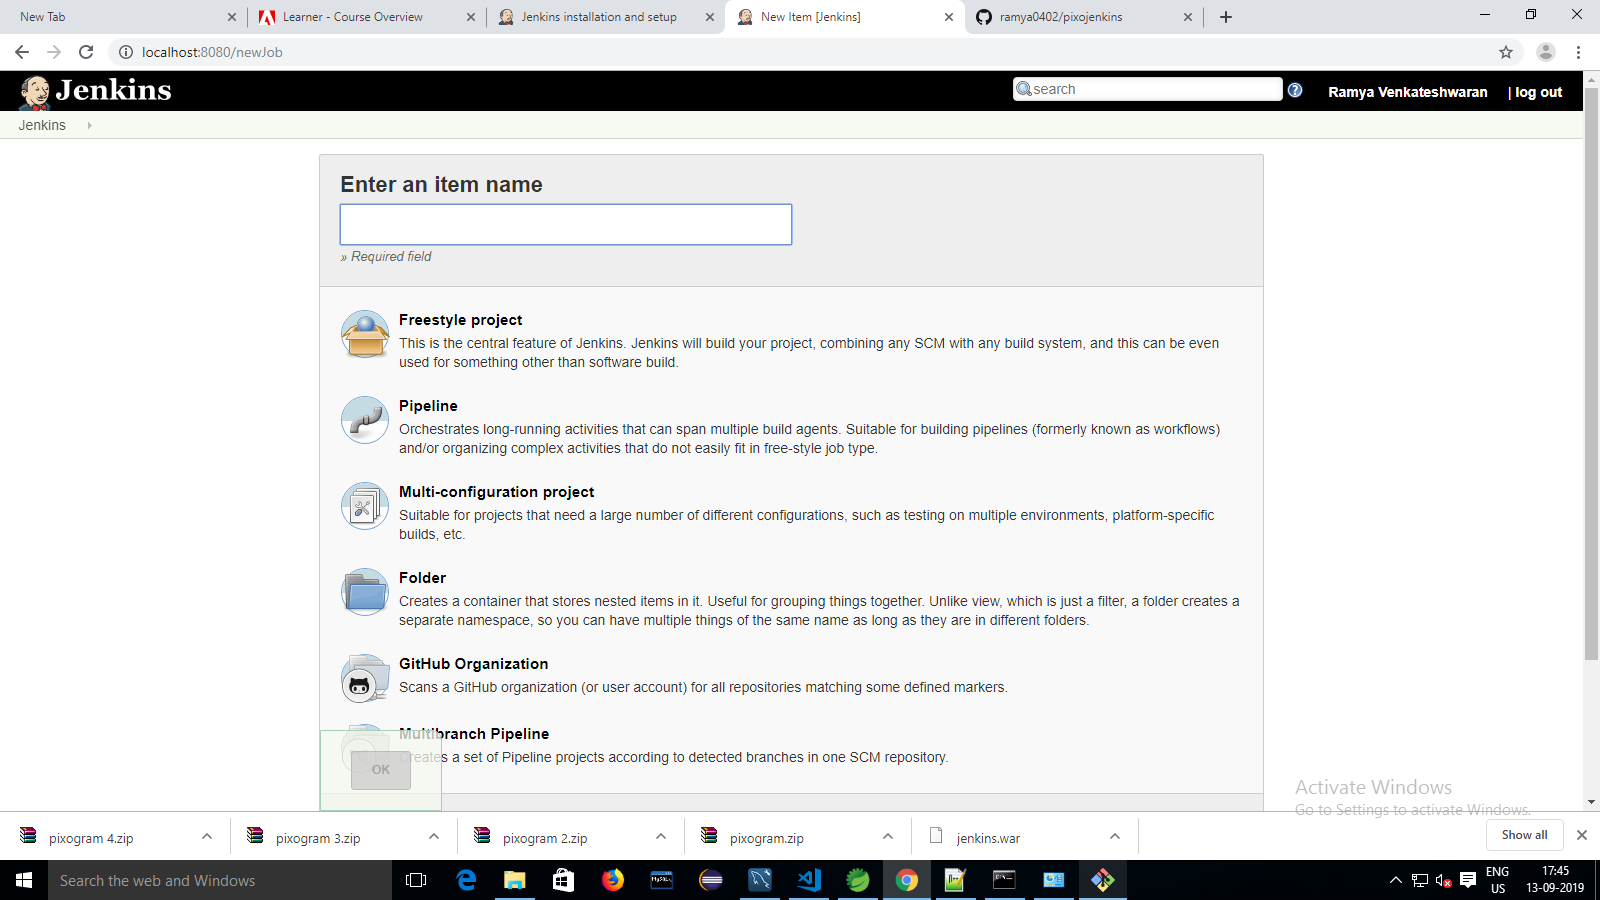 New Tab
Learner - Course Overview
Jenkins installation and setup
New Item [Jenkins]
ramya0402/pixojenkins
localhost:8080/newJob
Jenkins
search
Ramya Venkateshwaran
| log out
Jenkins
Enter an item name
» Required field
Freestyle project
This is the central feature of Jenkins. Jenkins will build your project, combining any SCM with any build system, and this can be even
used for something other than software build.
Pipeline
Orchestrates long-running activities that can span multiple build agents. Suitable for building pipelines (formerly known as workflows)
and/or organizing complex activities that do not easily fit in free-style job type.
Multi-configuration project
Suitable for projects that need a large number of different configurations, such as testing on multiple environments, platform-specific
builds, etc.
Folder
Creates a container that stores nested items in it. Useful for grouping things together. Unlike view, which is just a filter, a folder creates a
separate namespace, so you can have multiple things of the same name as long as they are in different folders.
GitHub Organization
Scans a GitHub organization (or user account) for all repositories matching some defined markers.
Multibranch Pipeline
Creates a set of Pipeline projects according to detected branches in one SCM repository.
OK
Activate Windows
Go to Settings to activate Windows.
pixogram 4.zip
pixogram 3.zip
pixogram 2.zip
pixogram.zip
jenkins.war
Show all
Search the web and Windows
MySQL
ENG
US
17:45
13-09-2019